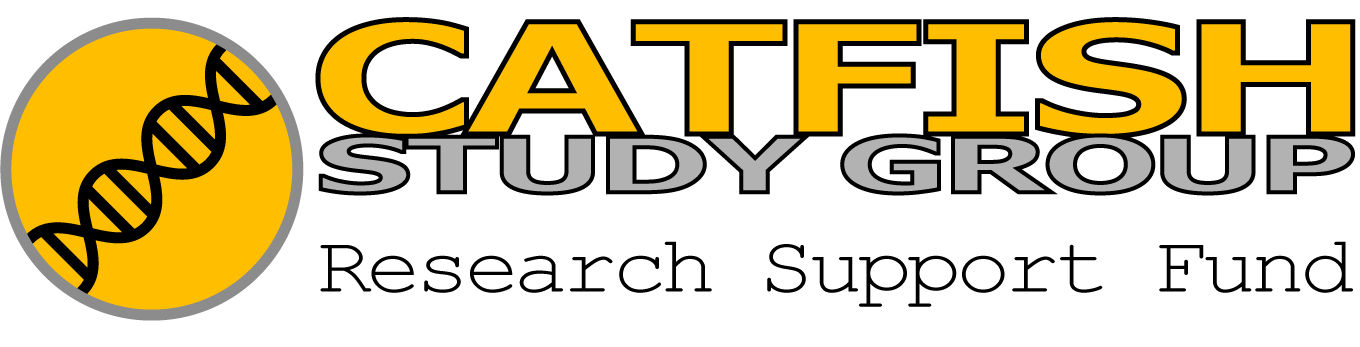 CATFISH
STUDY GROUP
Research Support Fund